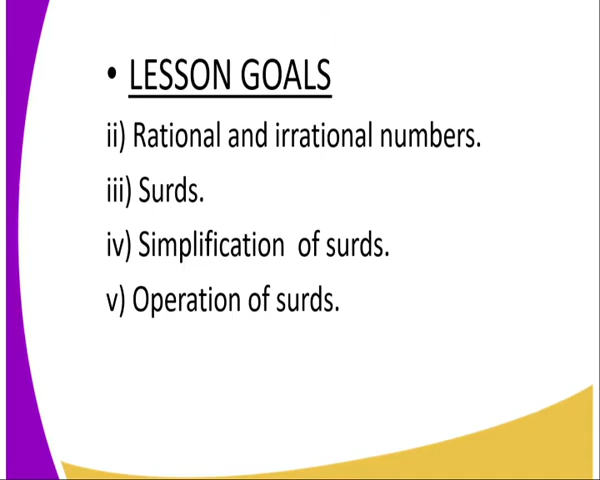 • LESSON GOALS
ii) Rational and irrational numbers.
iii) Surds.
iv) Simplification of surds.
v) Operation of surds.